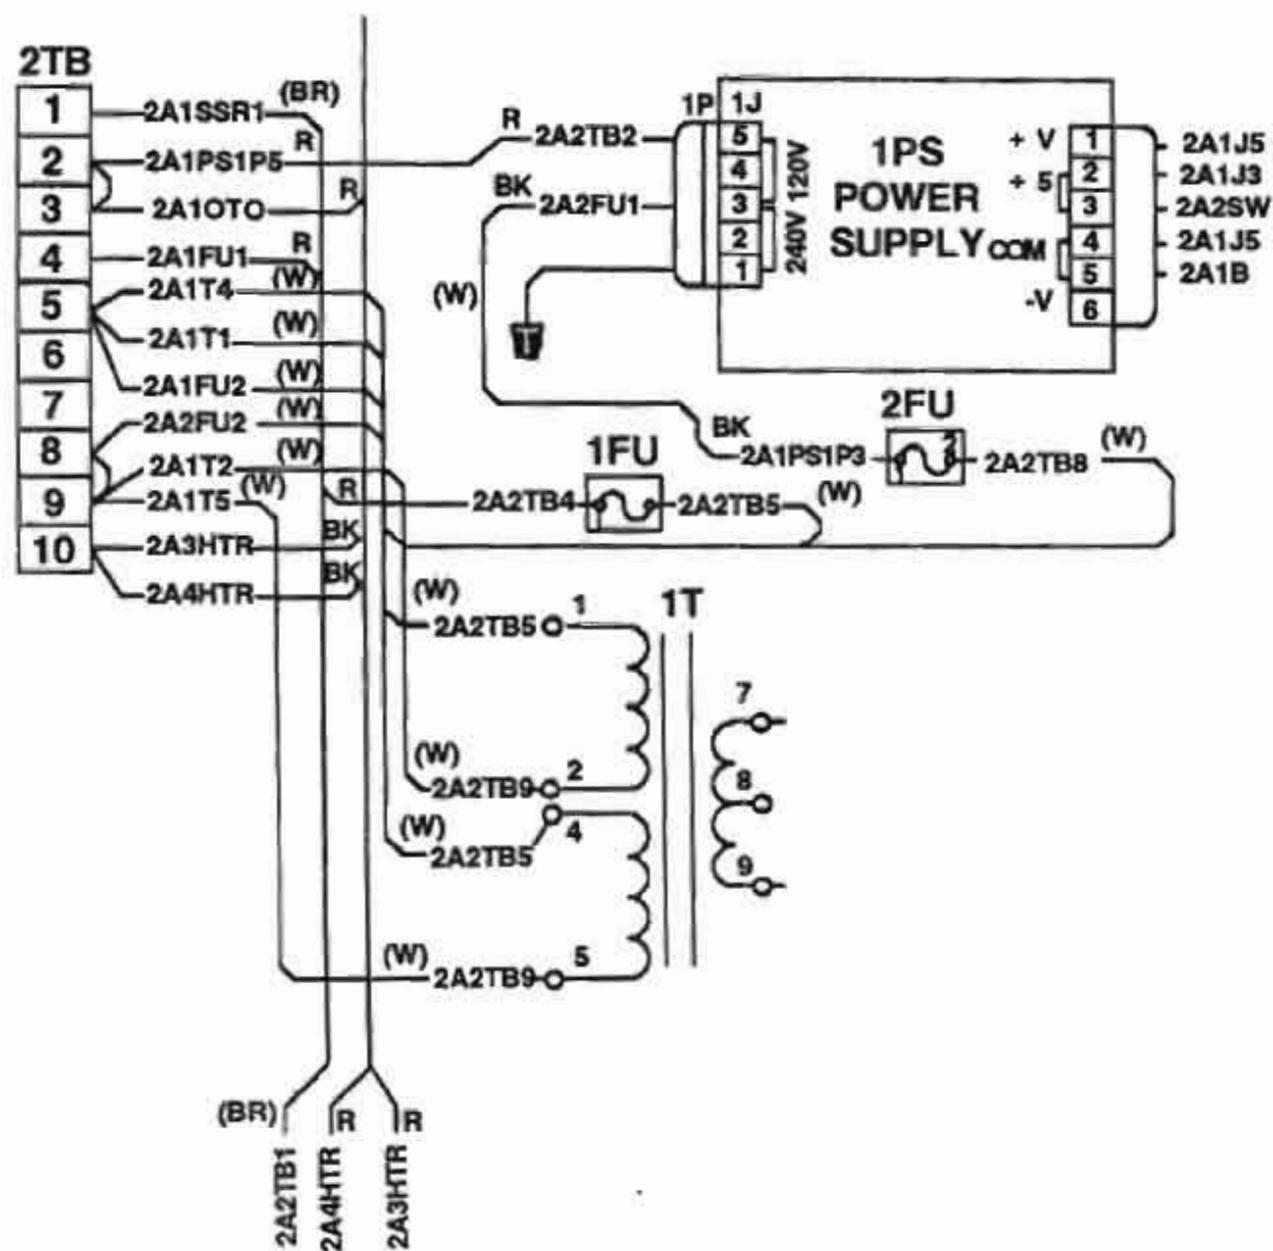 2TB
1
2
3
4
5
6
7
8
9
10
2A1SSR1
(BR)
2A1PS1P5
R
2A1OTO
R
2A1FU1
R
2A1T4
(W)
2A1T1
(W)
2A1FU2
(W)
2A2FU2
(W)
2A1T2
(W)
2A1T5
(W)
2A3HTR
BK
2A4HTR
BK
R
R
2A2TB2
BK
2A2FU1
(W)
1P
1J
5
4
3
2
1
240V 120V
1PS
POWER
SUPPLY
+ V
+ 5
COM
-V
1
2
3
4
5
6
2A1J5
2A1J3
2A2SW
2A1J5
2A1B
BK
2A1PS1P3
2FU
2
2A2TB8
(W)
1FU
2A2TB4
2A2TB5
(W)
1T
(W)
2A2TB5
1
(W)
2A2TB9
2
(W)
2A2TB5
4
(W)
2A2TB9
5
7
8
9
(BR)
2A2TB1
R
2A4HTR
R
2A3HTR